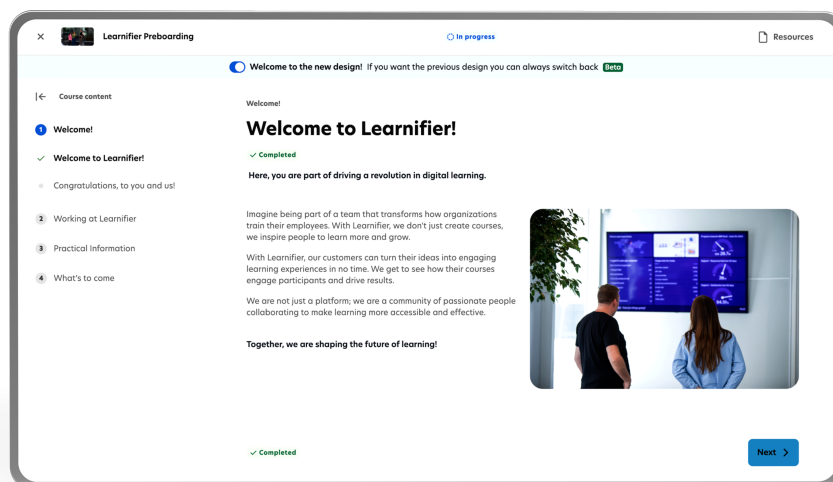 Learnifier Preboarding
In progress
Resources
Welcome to the new design! If you want the previous design you can always switch back Beta
Course content
1 Welcome!
Welcome to Learnifier!
Congratulations, to you and us!
2 Working at Learnifier
3 Practical Information
4 What's to come
Welcome!
Welcome to Learnifier!
Completed
Here, you are part of driving a revolution in digital learning.
Imagine being part of a team that transforms how organizations
train their employees. With Learnifier, we don't just create courses,
we inspire people to learn more and grow.
With Learnifier, our customers can turn their ideas into engaging
learning experiences in no time. We get to see how their courses
engage participants and drive results.
We are not just a platform; we are a community of passionate people
collaborating to make learning more accessible and effective.
Together, we are shaping the future of learning!
Completed
Next